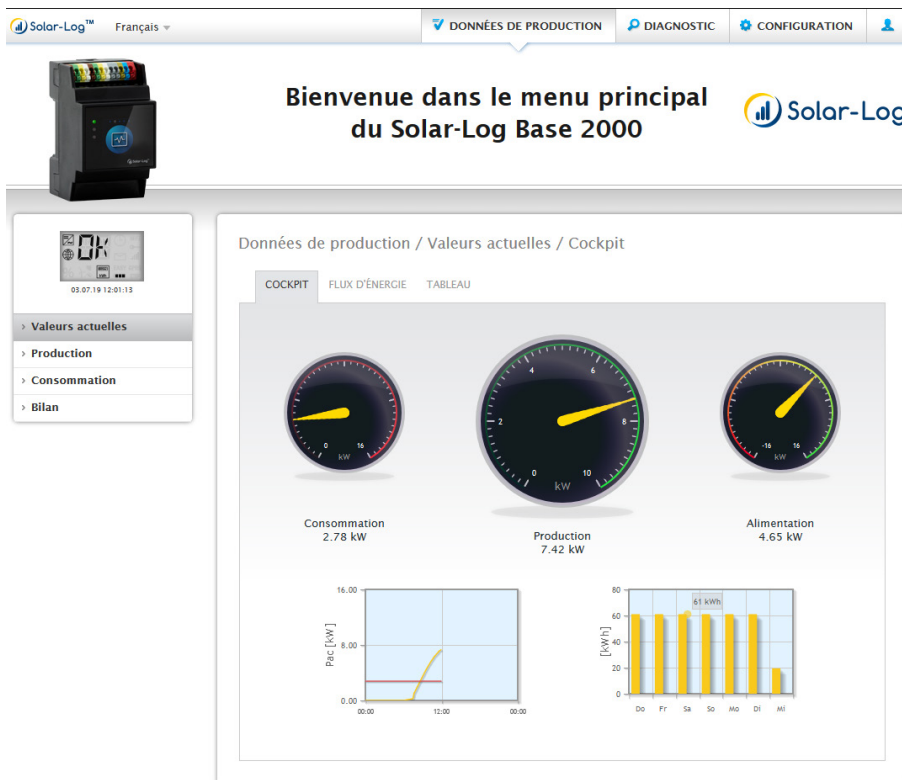 Solar-Log™
Français
DONNÉES DE PRODUCTION
DIAGNOSTIC
CONFIGURATION
Bienvenue dans le menu principal
du Solar-Log Base 2000
Solar-Log
OK
03.07.19 12:01:13
Valeurs actuelles
Production
Consommation
Bilan
Données de production / Valeurs actuelles / Cockpit
COCKPIT
FLUX D'ÉNERGIE
TABLEAU
0 16
kW
Consommation
2.78 kW
4 6
2 8
0 10
kW
Production
7.42 kW
-16 16
kW
Alimentation
4.65 kW
16.00
8.00
0.00
Pac [kW]
00:00 12:00 00:00
80
60
40
20
0
[kWh]
61 kWh
Do Fr Sa So Mo Di Mi